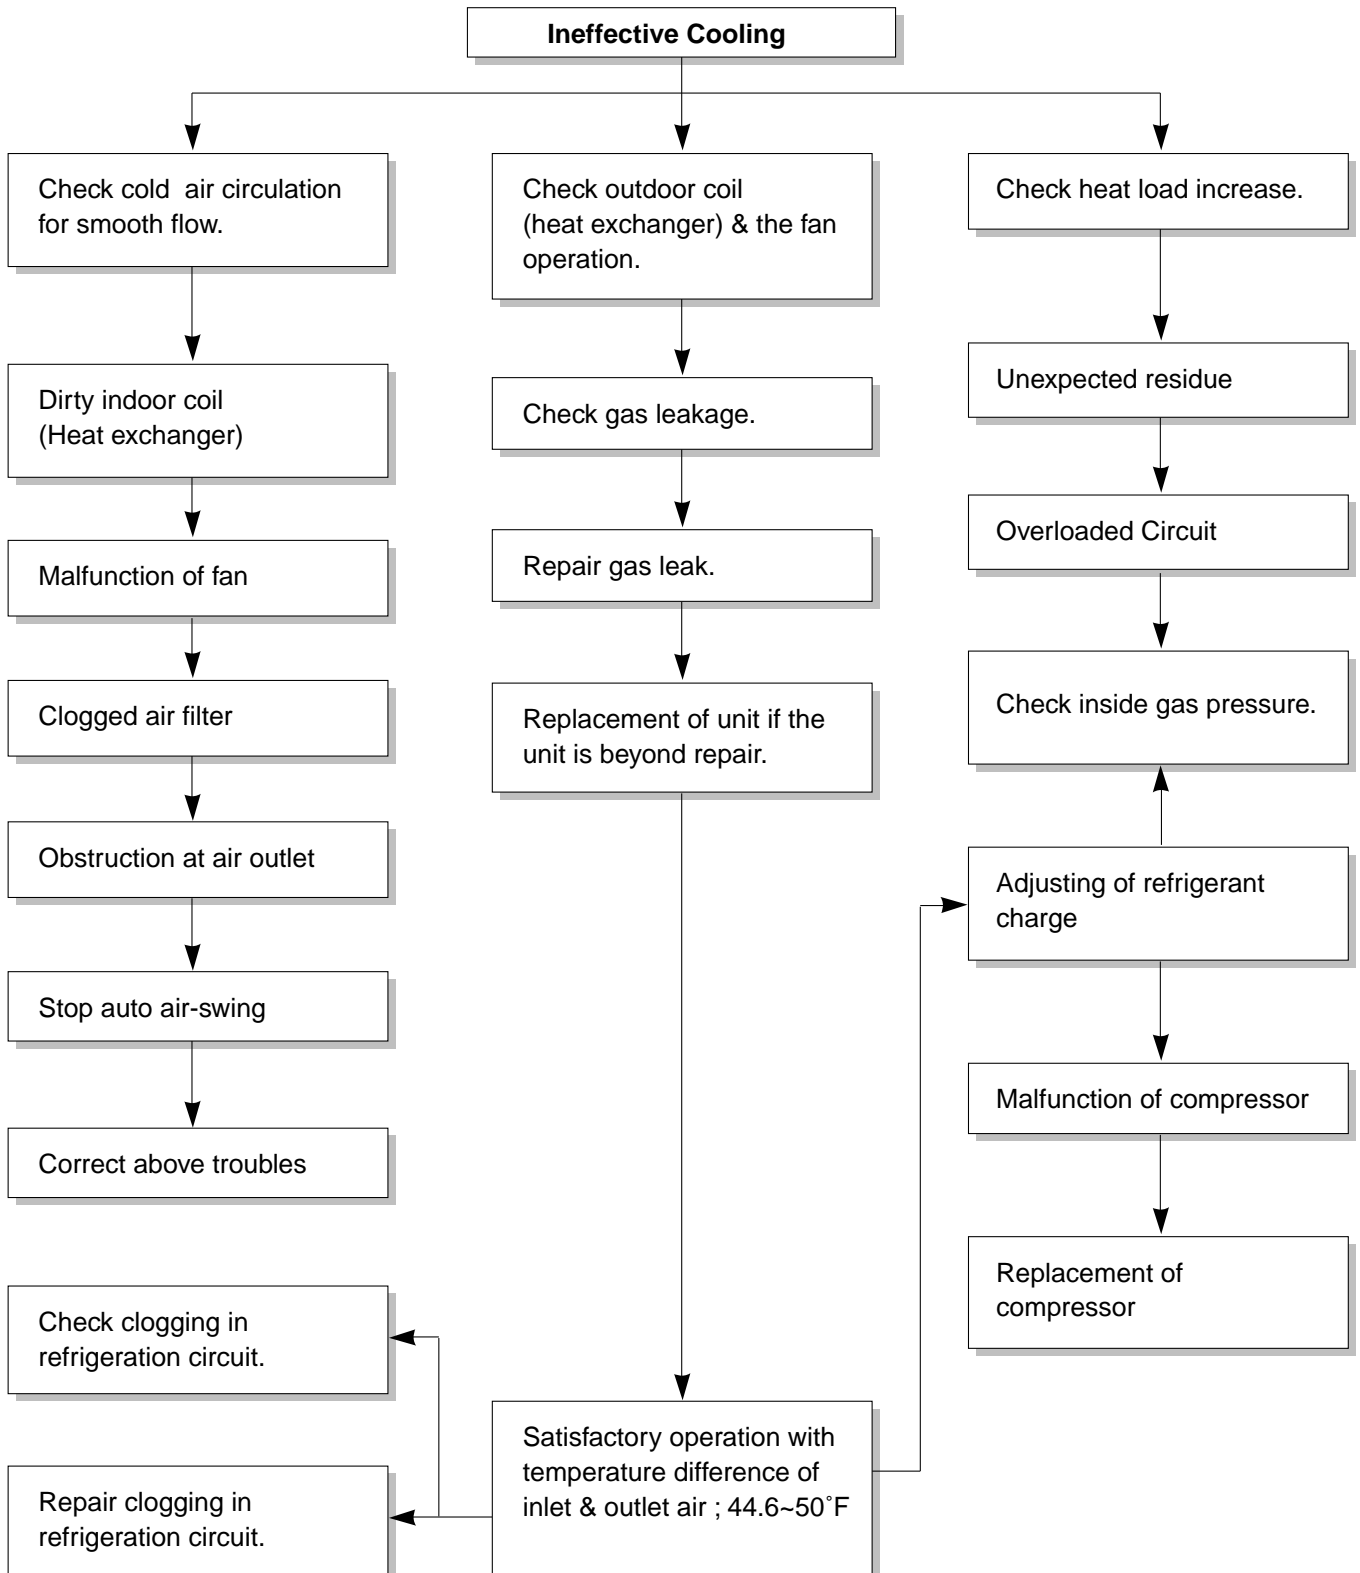 Ineffective Cooling
Check cold air circulation
for smooth flow.
Dirty indoor coil
(Heat exchanger)
Malfunction of fan
Clogged air filter
Obstruction at air outlet
Stop auto air-swing
Correct above troubles
Check clogging in
refrigeration circuit.
Repair clogging in
refrigeration circuit.
Check outdoor coil
(heat exchanger) & the fan
operation.
Check gas leakage.
Repair gas leak.
Replacement of unit if the
unit is beyond repair.
Satisfactory operation with
temperature difference of
inlet & outlet air ; 44.6~50˚F
Check heat load increase.
Unexpected residue
Overloaded Circuit
Check inside gas pressure.
Adjusting of refrigerant
charge
Malfunction of compressor
Replacement of
compressor